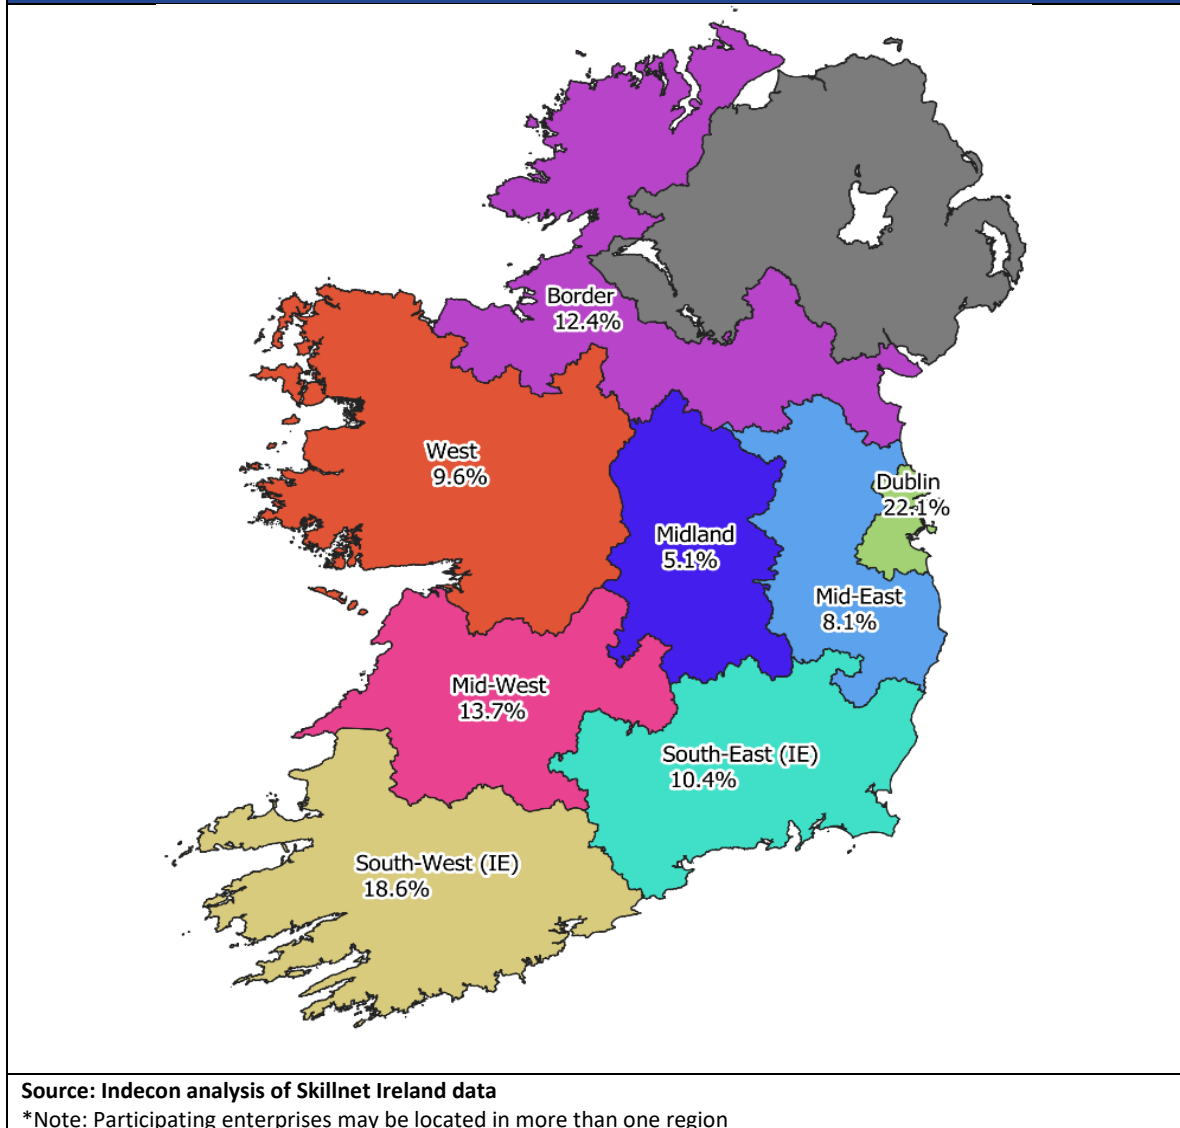 Border
12.4%
West
9.6%
Dublin
22.1%
Midland
5.1%
Mid-East
8.1%
Mid-West
13.7%
South-East (IE)
10.4%
South-West (IE)
18.6%
Source: Indecon analysis of Skillnet Ireland data
*Note: Participating enterprises may be located in more than one region